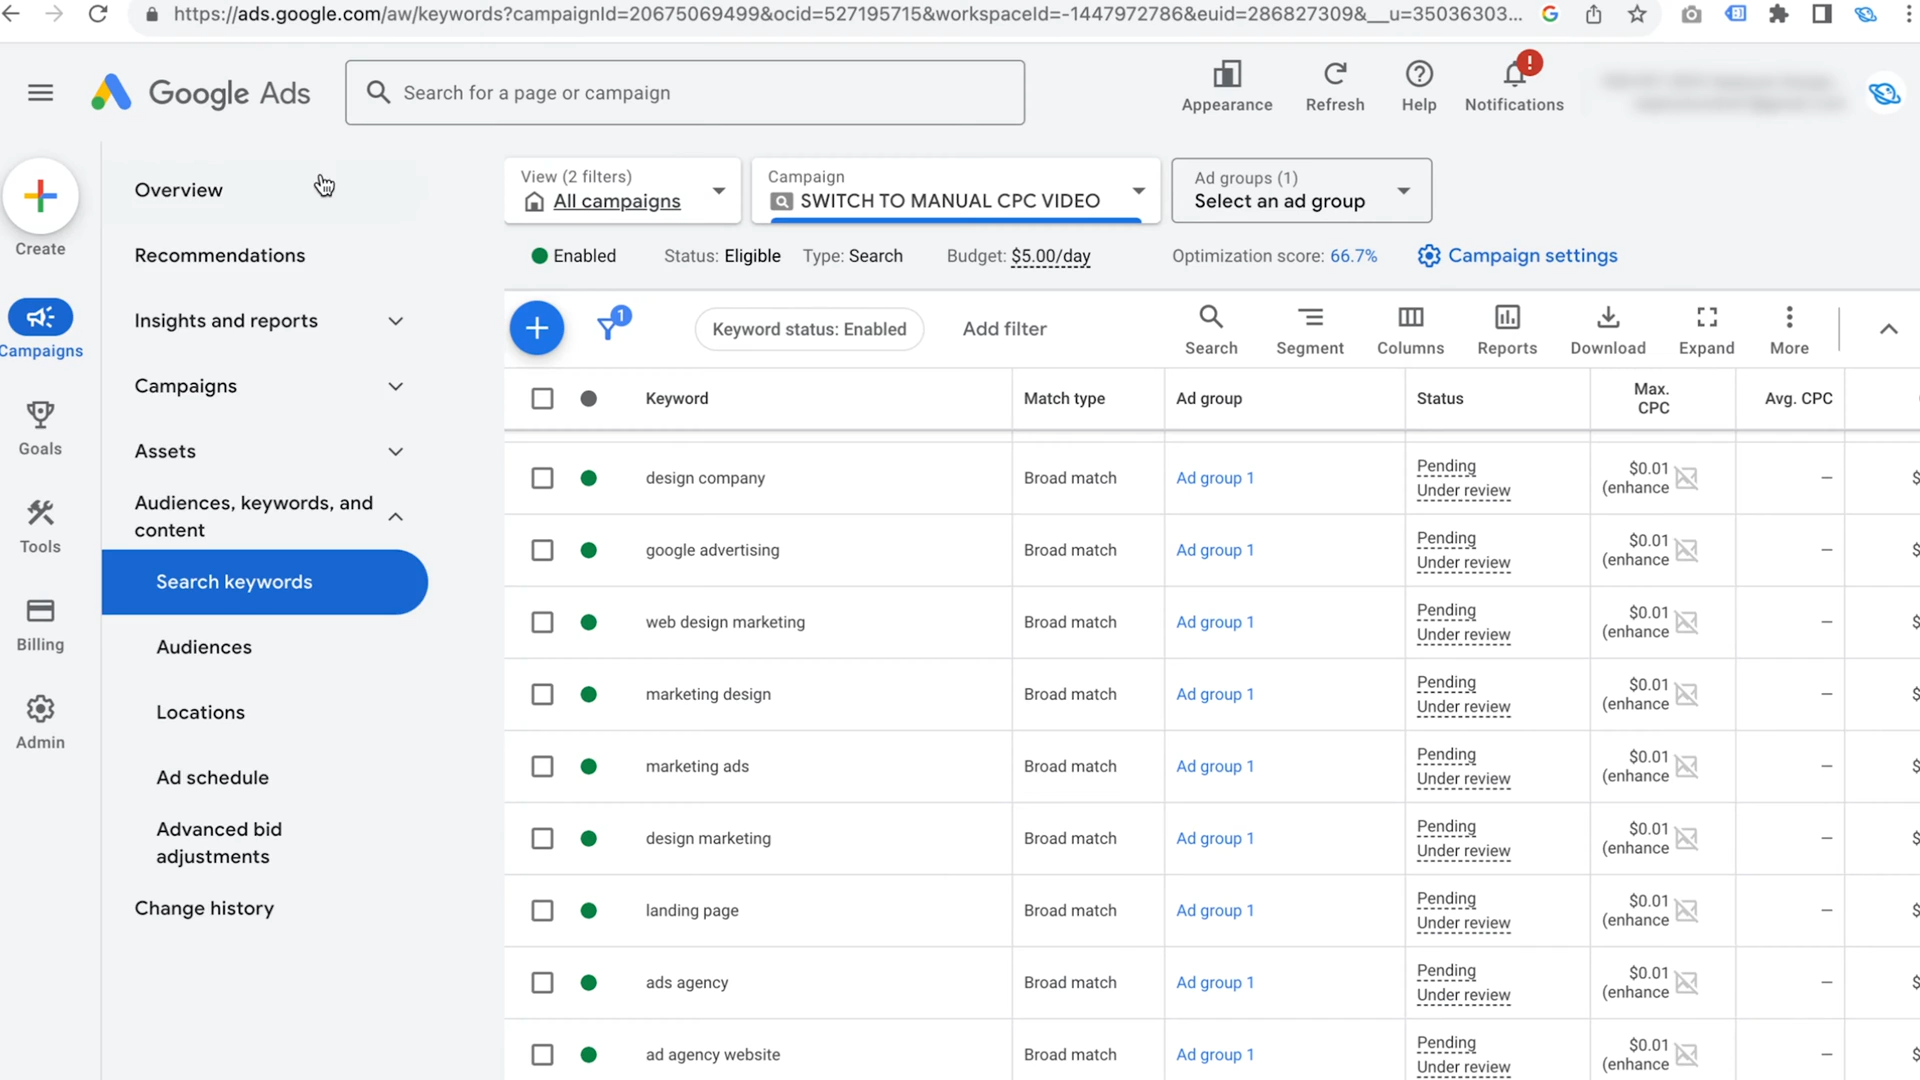 https://ads.google.com/aw/keywords?campaignId=20675069499&ocid=527195715&workspaceId=-1447972786&euid=286827309&__u=35036303...
Google Ads
Search for a page or campaign
Appearance
Refresh
Help
!
Notifications
Create
Campaigns
Goals
Tools
Billing
Admin
Overview
Recommendations
Insights and reports
Campaigns
Assets
Audiences, keywords, and
content
Search keywords
Audiences
Locations
Ad schedule
Advanced bid
adjustments
Change history
View (2 filters)
All campaigns
Campaign
SWITCH TO MANUAL CPC VIDEO
Ad groups (1)
Select an ad group
Enabled Status: Eligible Type: Search Budget: $5.00/day Optimization score: 66.7% Campaign settings
1
Keyword status: Enabled
Add filter
Search
Segment
Columns
Reports
Download
Expand
More
Keyword Match type Ad group Status Max. CPC Avg. CPC
design company Broad match Ad group 1 Pending Under review $0.01 (enhance – $
google advertising Broad match Ad group 1 Pending Under review $0.01 (enhance – $
web design marketing Broad match Ad group 1 Pending Under review $0.01 (enhance – $
marketing design Broad match Ad group 1 Pending Under review $0.01 (enhance – $
marketing ads Broad match Ad group 1 Pending Under review $0.01 (enhance – $
design marketing Broad match Ad group 1 Pending Under review $0.01 (enhance – $
landing page Broad match Ad group 1 Pending Under review $0.01 (enhance – $
ads agency Broad match Ad group 1 Pending Under review $0.01 (enhance – $
ad agency website Broad match Ad group 1 Pending Under review $0.01 (enhance – $